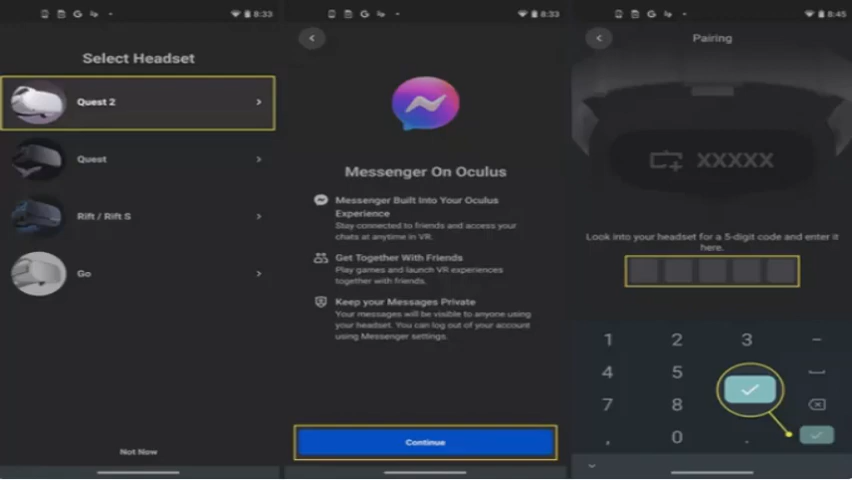 8:33
Select Headset
Quest 2
Quest
Rift / Rift S
Go
Not Now
8:33
Messenger On Oculus
Messenger Built Into Your Oculus
Experience
Stay connected to friends and access your
chats at anytime in VR.
Get Together With Friends
Play games and launch VR experiences
together with friends.
Keep your Messages Private
Your messages will be visible to anyone using
your headset. You can log out of your account
using Messenger settings.
Continue
8:45
Pairing
XXXXX
Look into your headset for a 5-digit code and enter it
here.
1 2 3 -
4 5
7 8
, 0 .